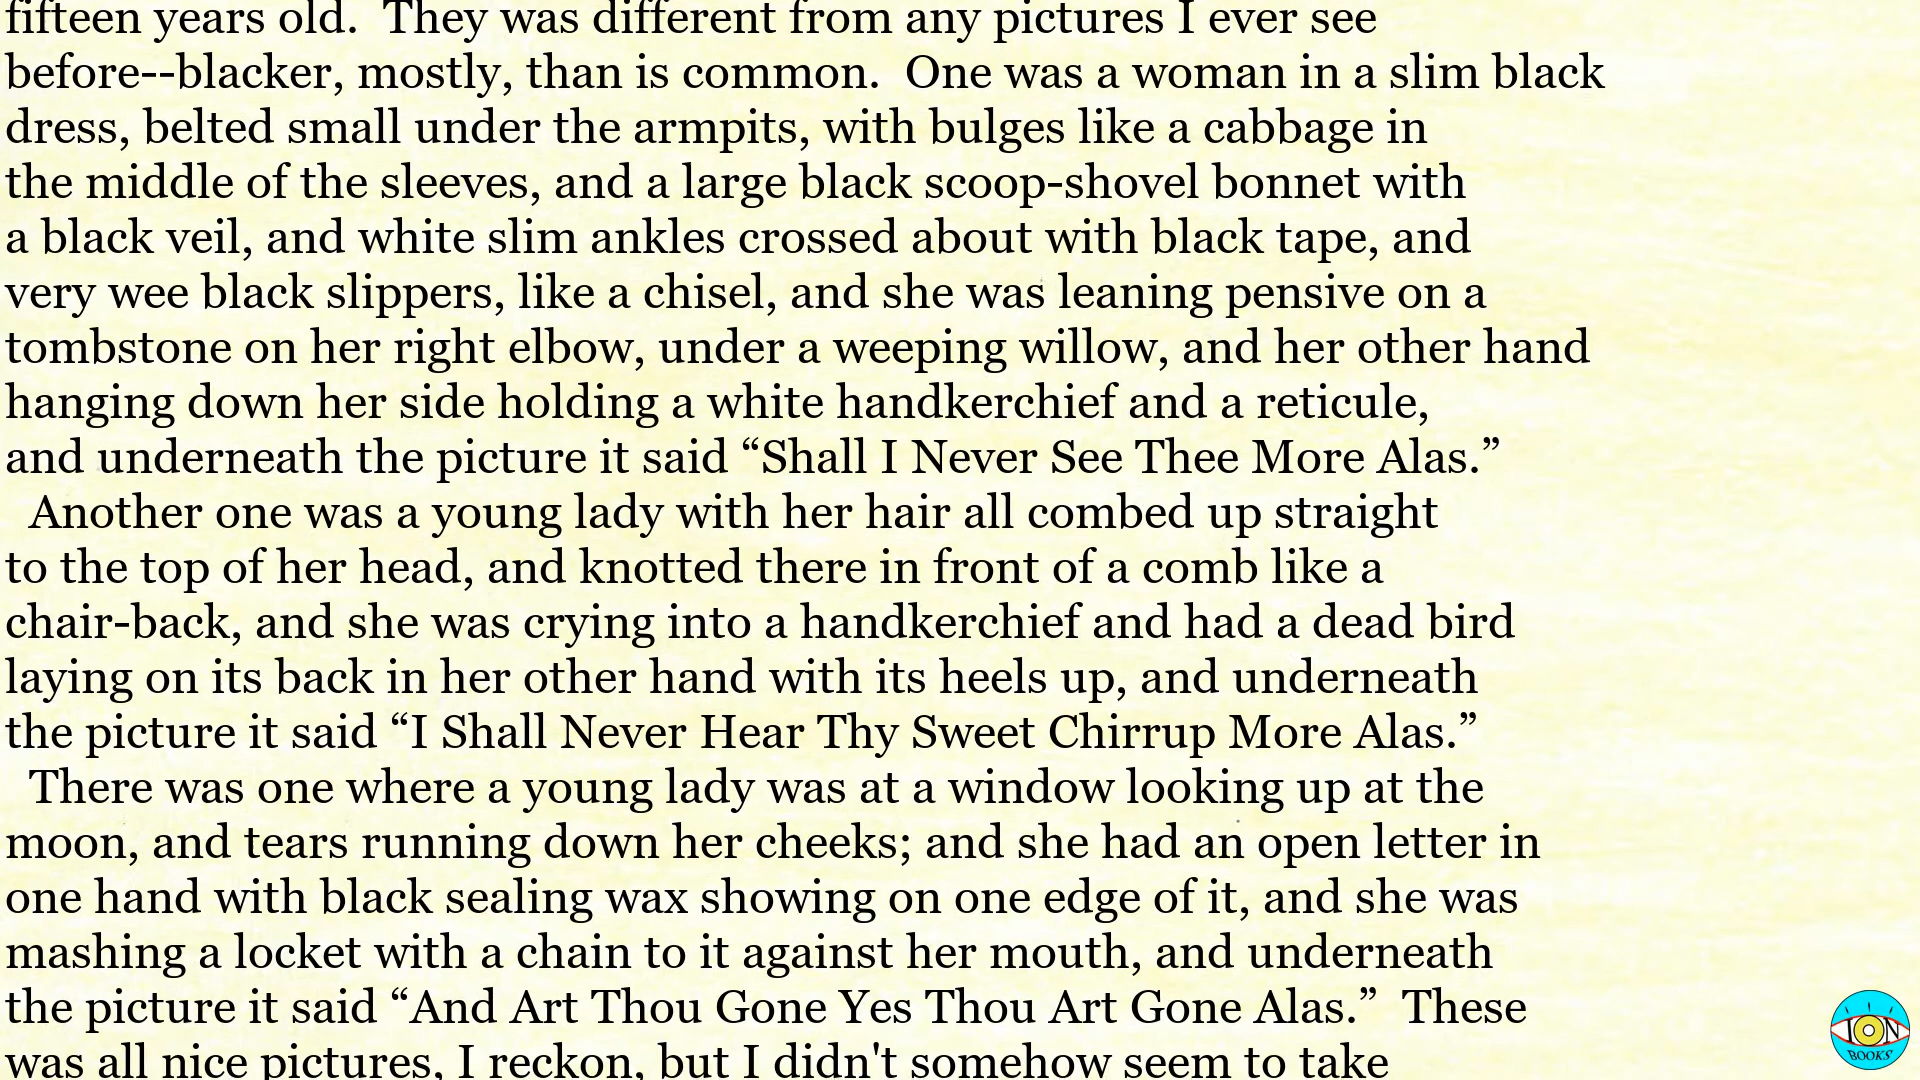 fifteen years old.  They was different from any pictures I ever see
before--blacker, mostly, than is common.  One was a woman in a slim black
dress, belted small under the armpits, with bulges like a cabbage in
the middle of the sleeves, and a large black scoop-shovel bonnet with
a black veil, and white slim ankles crossed about with black tape, and
very wee black slippers, like a chisel, and she was leaning pensive on a
tombstone on her right elbow, under a weeping willow, and her other hand
hanging down her side holding a white handkerchief and a reticule,
and underneath the picture it said “Shall I Never See Thee More Alas.”
Another one was a young lady with her hair all combed up straight
to the top of her head, and knotted there in front of a comb like a
chair-back, and she was crying into a handkerchief and had a dead bird
laying on its back in her other hand with its heels up, and underneath
the picture it said “I Shall Never Hear Thy Sweet Chirrup More Alas.”
There was one where a young lady was at a window looking up at the
moon, and tears running down her cheeks; and she had an open letter in
one hand with black sealing wax showing on one edge of it, and she was
mashing a locket with a chain to it against her mouth, and underneath
the picture it said “And Art Thou Gone Yes Thou Art Gone Alas.”  These
was all nice pictures, I reckon, but I didn't somehow seem to take
ION
BOOKS